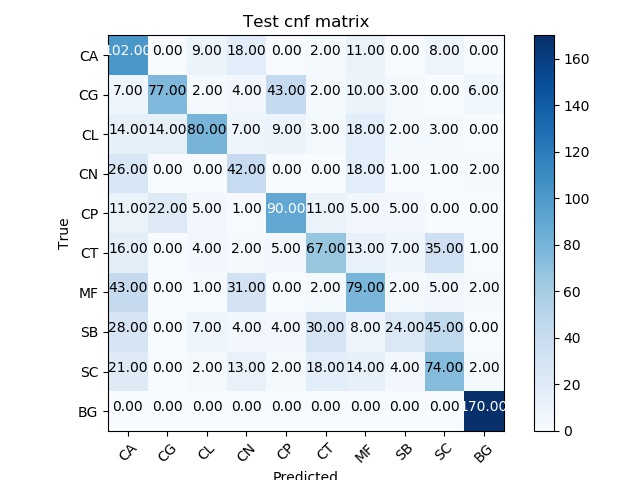 Test cnf matrix
CA 102.00 0.00 9.00 18.00 0.00 2.00 11.00 0.00 8.00 0.00
CG 7.00 77.00 2.00 4.00 43.00 2.00 10.00 3.00 0.00 6.00
CL 14.00 14.00 80.00 7.00 9.00 3.00 18.00 2.00 3.00 0.00
CN 26.00 0.00 0.00 42.00 0.00 0.00 18.00 1.00 1.00 2.00
CP 11.00 22.00 5.00 1.00 90.00 11.00 5.00 5.00 0.00 0.00
CT 16.00 0.00 4.00 2.00 5.00 67.00 13.00 7.00 35.00 1.00
MF 43.00 0.00 1.00 31.00 0.00 2.00 79.00 2.00 5.00 2.00
SB 28.00 0.00 7.00 4.00 4.00 30.00 8.00 24.00 45.00 0.00
SC 21.00 0.00 2.00 13.00 2.00 18.00 14.00 4.00 74.00 2.00
BG 0.00 0.00 0.00 0.00 0.00 0.00 0.00 0.00 0.00 170.00
True
CA CG CL CN CP CT MF SB SC BG
Predicted
160
140
120
100
80
60
40
20
0